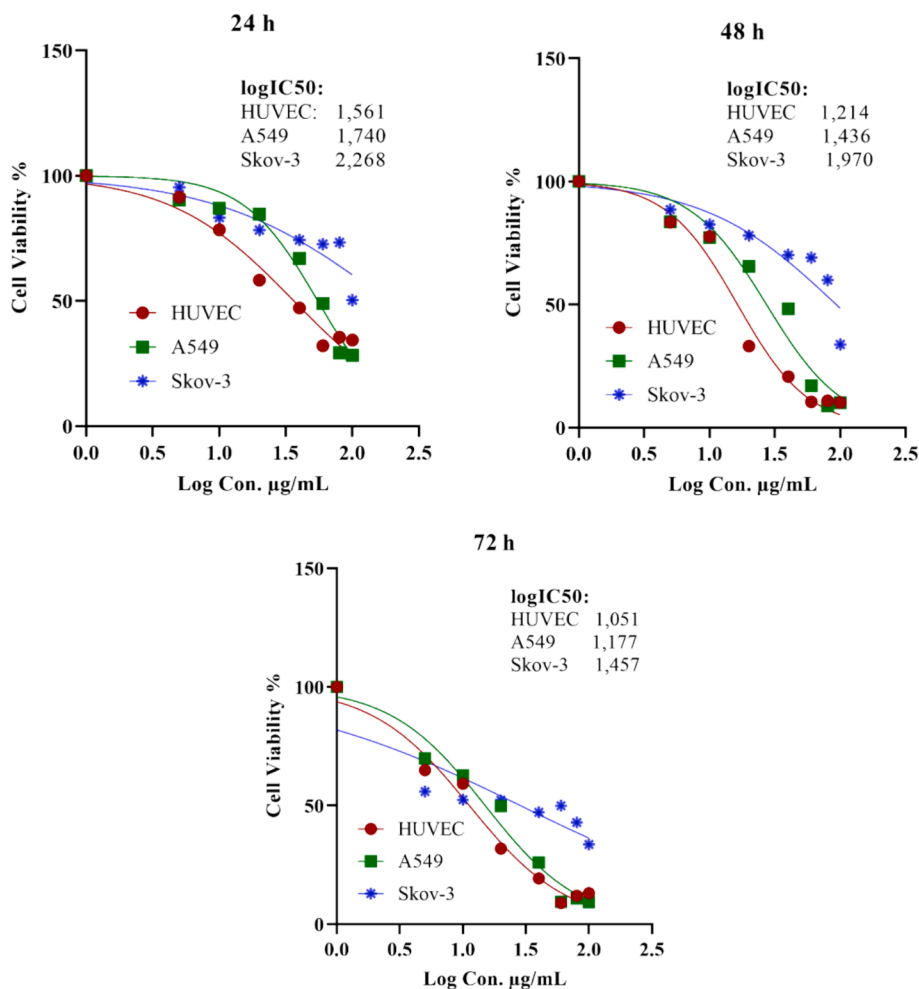 24 h
150
100
50
0
Cell Viability %
logIC50:
HUVEC: 1,561
A549 1,740
Skov-3 2,268
HUVEC
A549
Skov-3
0.0 0.5 1.0 1.5 2.0 2.5
Log Con. µg/mL
48 h
150
100
50
0
Cell Viability %
logIC50:
HUVEC 1,214
A549 1,436
Skov-3 1,970
HUVEC
A549
Skov-3
0.0 0.5 1.0 1.5 2.0 2.5
Log Con. µg/mL
72 h
150
100
50
0
Cell Viability %
logIC50:
HUVEC 1,051
A549 1,177
Skov-3 1,457
HUVEC
A549
Skov-3
0.0 0.5 1.0 1.5 2.0 2.5
Log Con. µg/mL